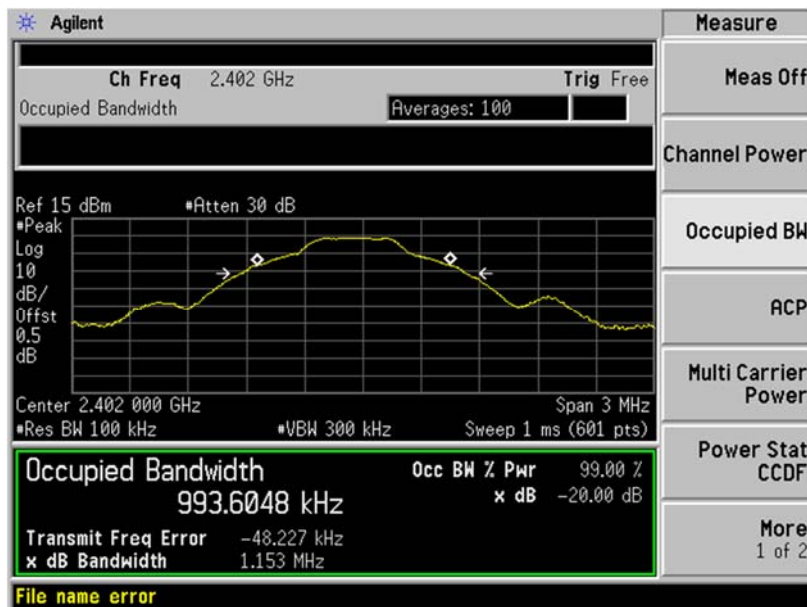 Agilent
Measure
Ch Freq 2.402 GHz
Trig Free
Occupied Bandwidth
Averages: 100
Ref 15 dBm
#Atten 30 dB
#Peak
Log
10
dB/
Offst
0.5
dB
Center 2.402 000 GHz
Span 3 MHz
#Res BW 100 kHz
#VBW 300 kHz
Sweep 1 ms (601 pts)
Occupied Bandwidth
993.6048 kHz
Occ BW % Pwr 99.00 %
x dB -20.00 dB
Transmit Freq Error -48.227 kHz
x dB Bandwidth 1.153 MHz
File name error
Meas Off
Channel Power
Occupied BW
ACP
Multi Carrier
Power
Power Stat
CCDF
More
1 of 2